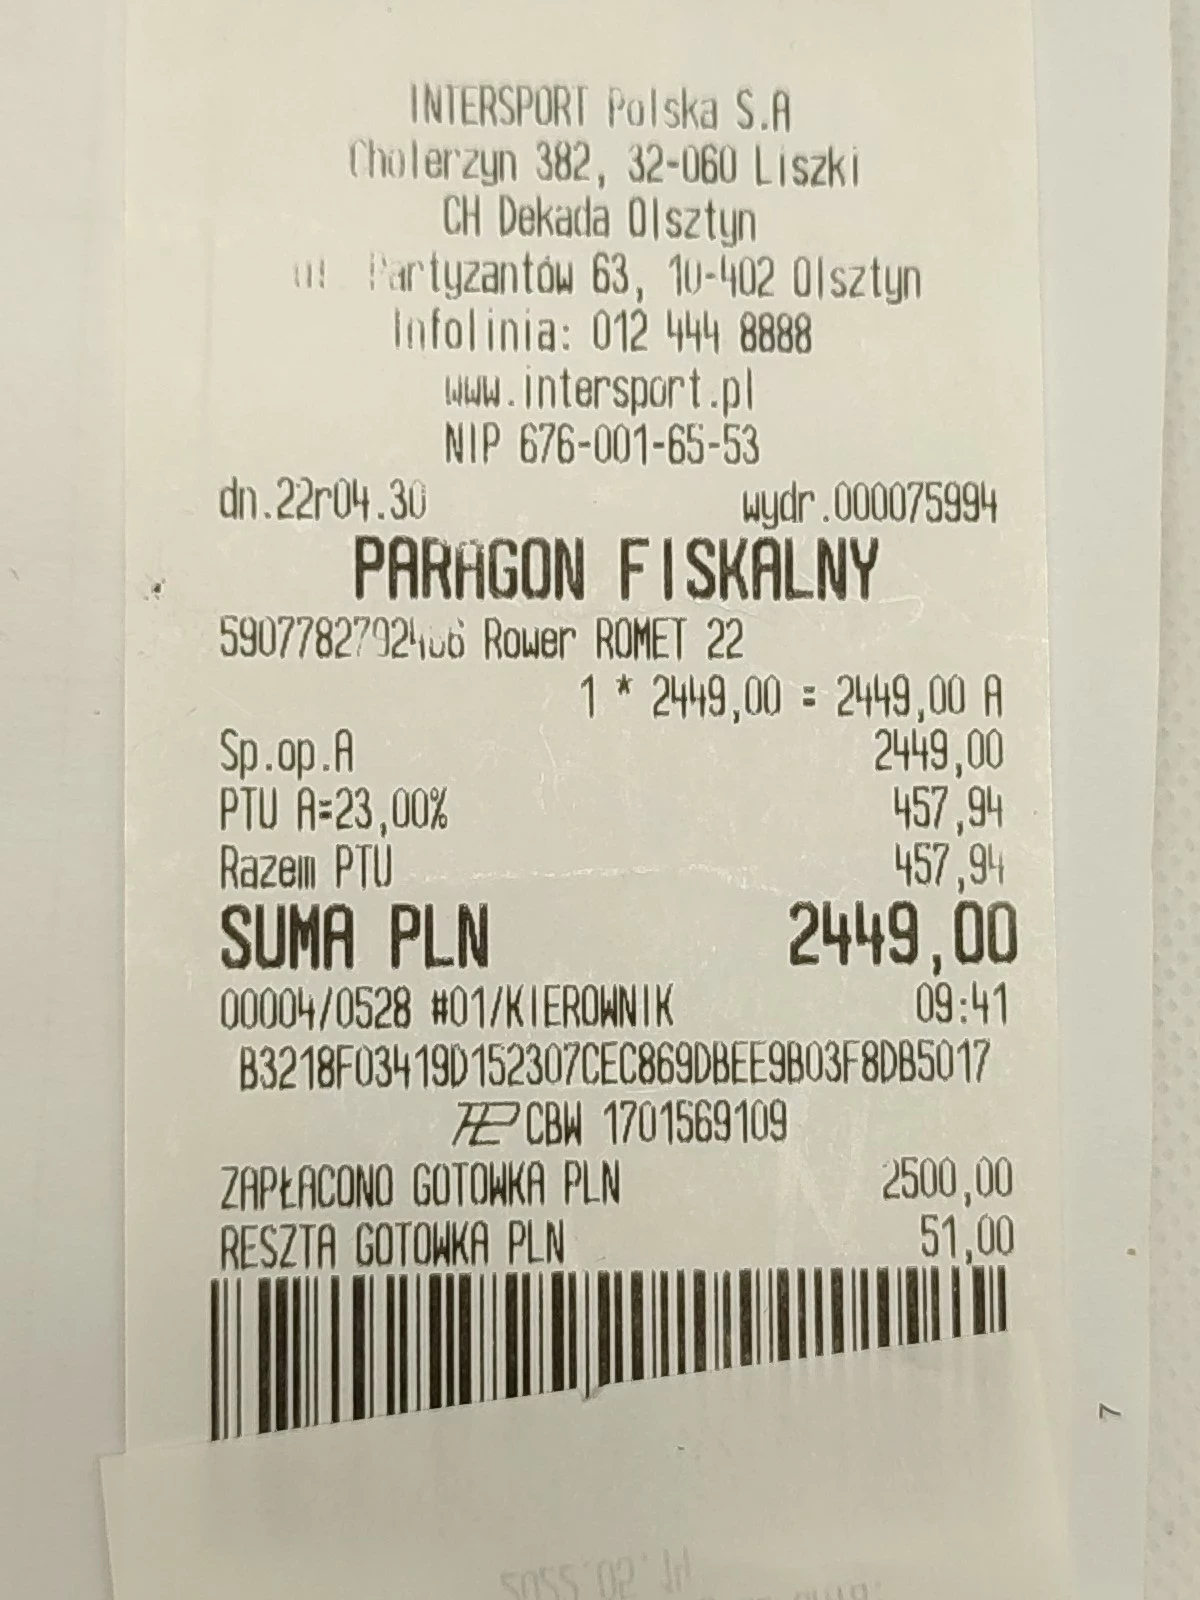 INTERSPORT Polska S.A
Cholerzyn 382, 32-060 Liszki
CH Dekada Olsztyn
ul. Partyzantów 63, 10-402 Olsztyn
Infolinia: 012 444 8888
www.intersport.pl
NIP 676-001-65-53
dn.22r04.30 wydr.000075994
PARAGON FISKALNY
Rower ROMET 22
1 * 2449,00 = 2449,00 A
Sp.op.A 2449,00
PTU A=23,00% 457,94
Razem PTU 457,94
SUMA PLN 2449,00
00004/0528 #01/KIEROWNIK 09:41
B3218F03419D152307CEC869DBEE9B03F8DB5017
CBW 1701569109
ZAPŁACONO GOTOWKA PLN 2500,00
RESZTA GOTOWKA PLN 51,00
7